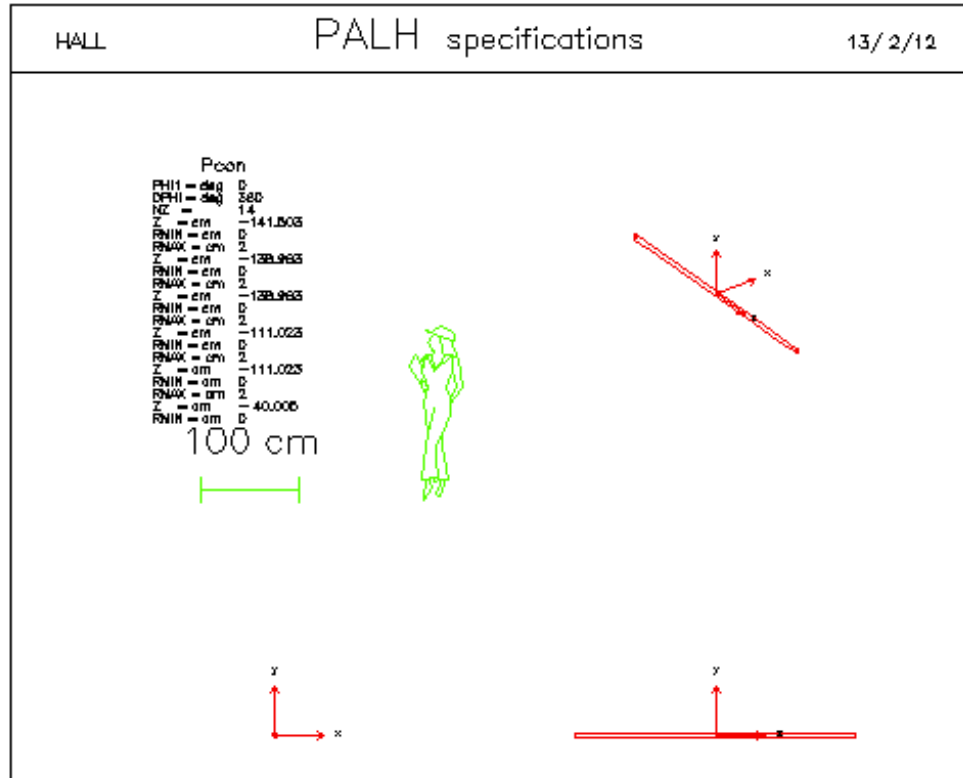 HALL PALH specifications 13/ 2/12
Pcon
PHI1 = deg 0
DPHI = deg 360
NZ = 14
Z = cm -141.503
RMIN = cm 0
RMAX = cm 2
Z = cm -138.963
RMIN = cm 0
RMAX = cm 2
Z = cm -138.963
RMIN = cm 0
RMAX = cm 2
Z = cm -111.023
RMIN = cm 0
RMAX = cm 2
Z = cm -111.023
RMIN = cm 0
RMAX = cm 2
Z = cm -40.005
RMIN = cm 0
100 cm
Y
X
Y
X
Y